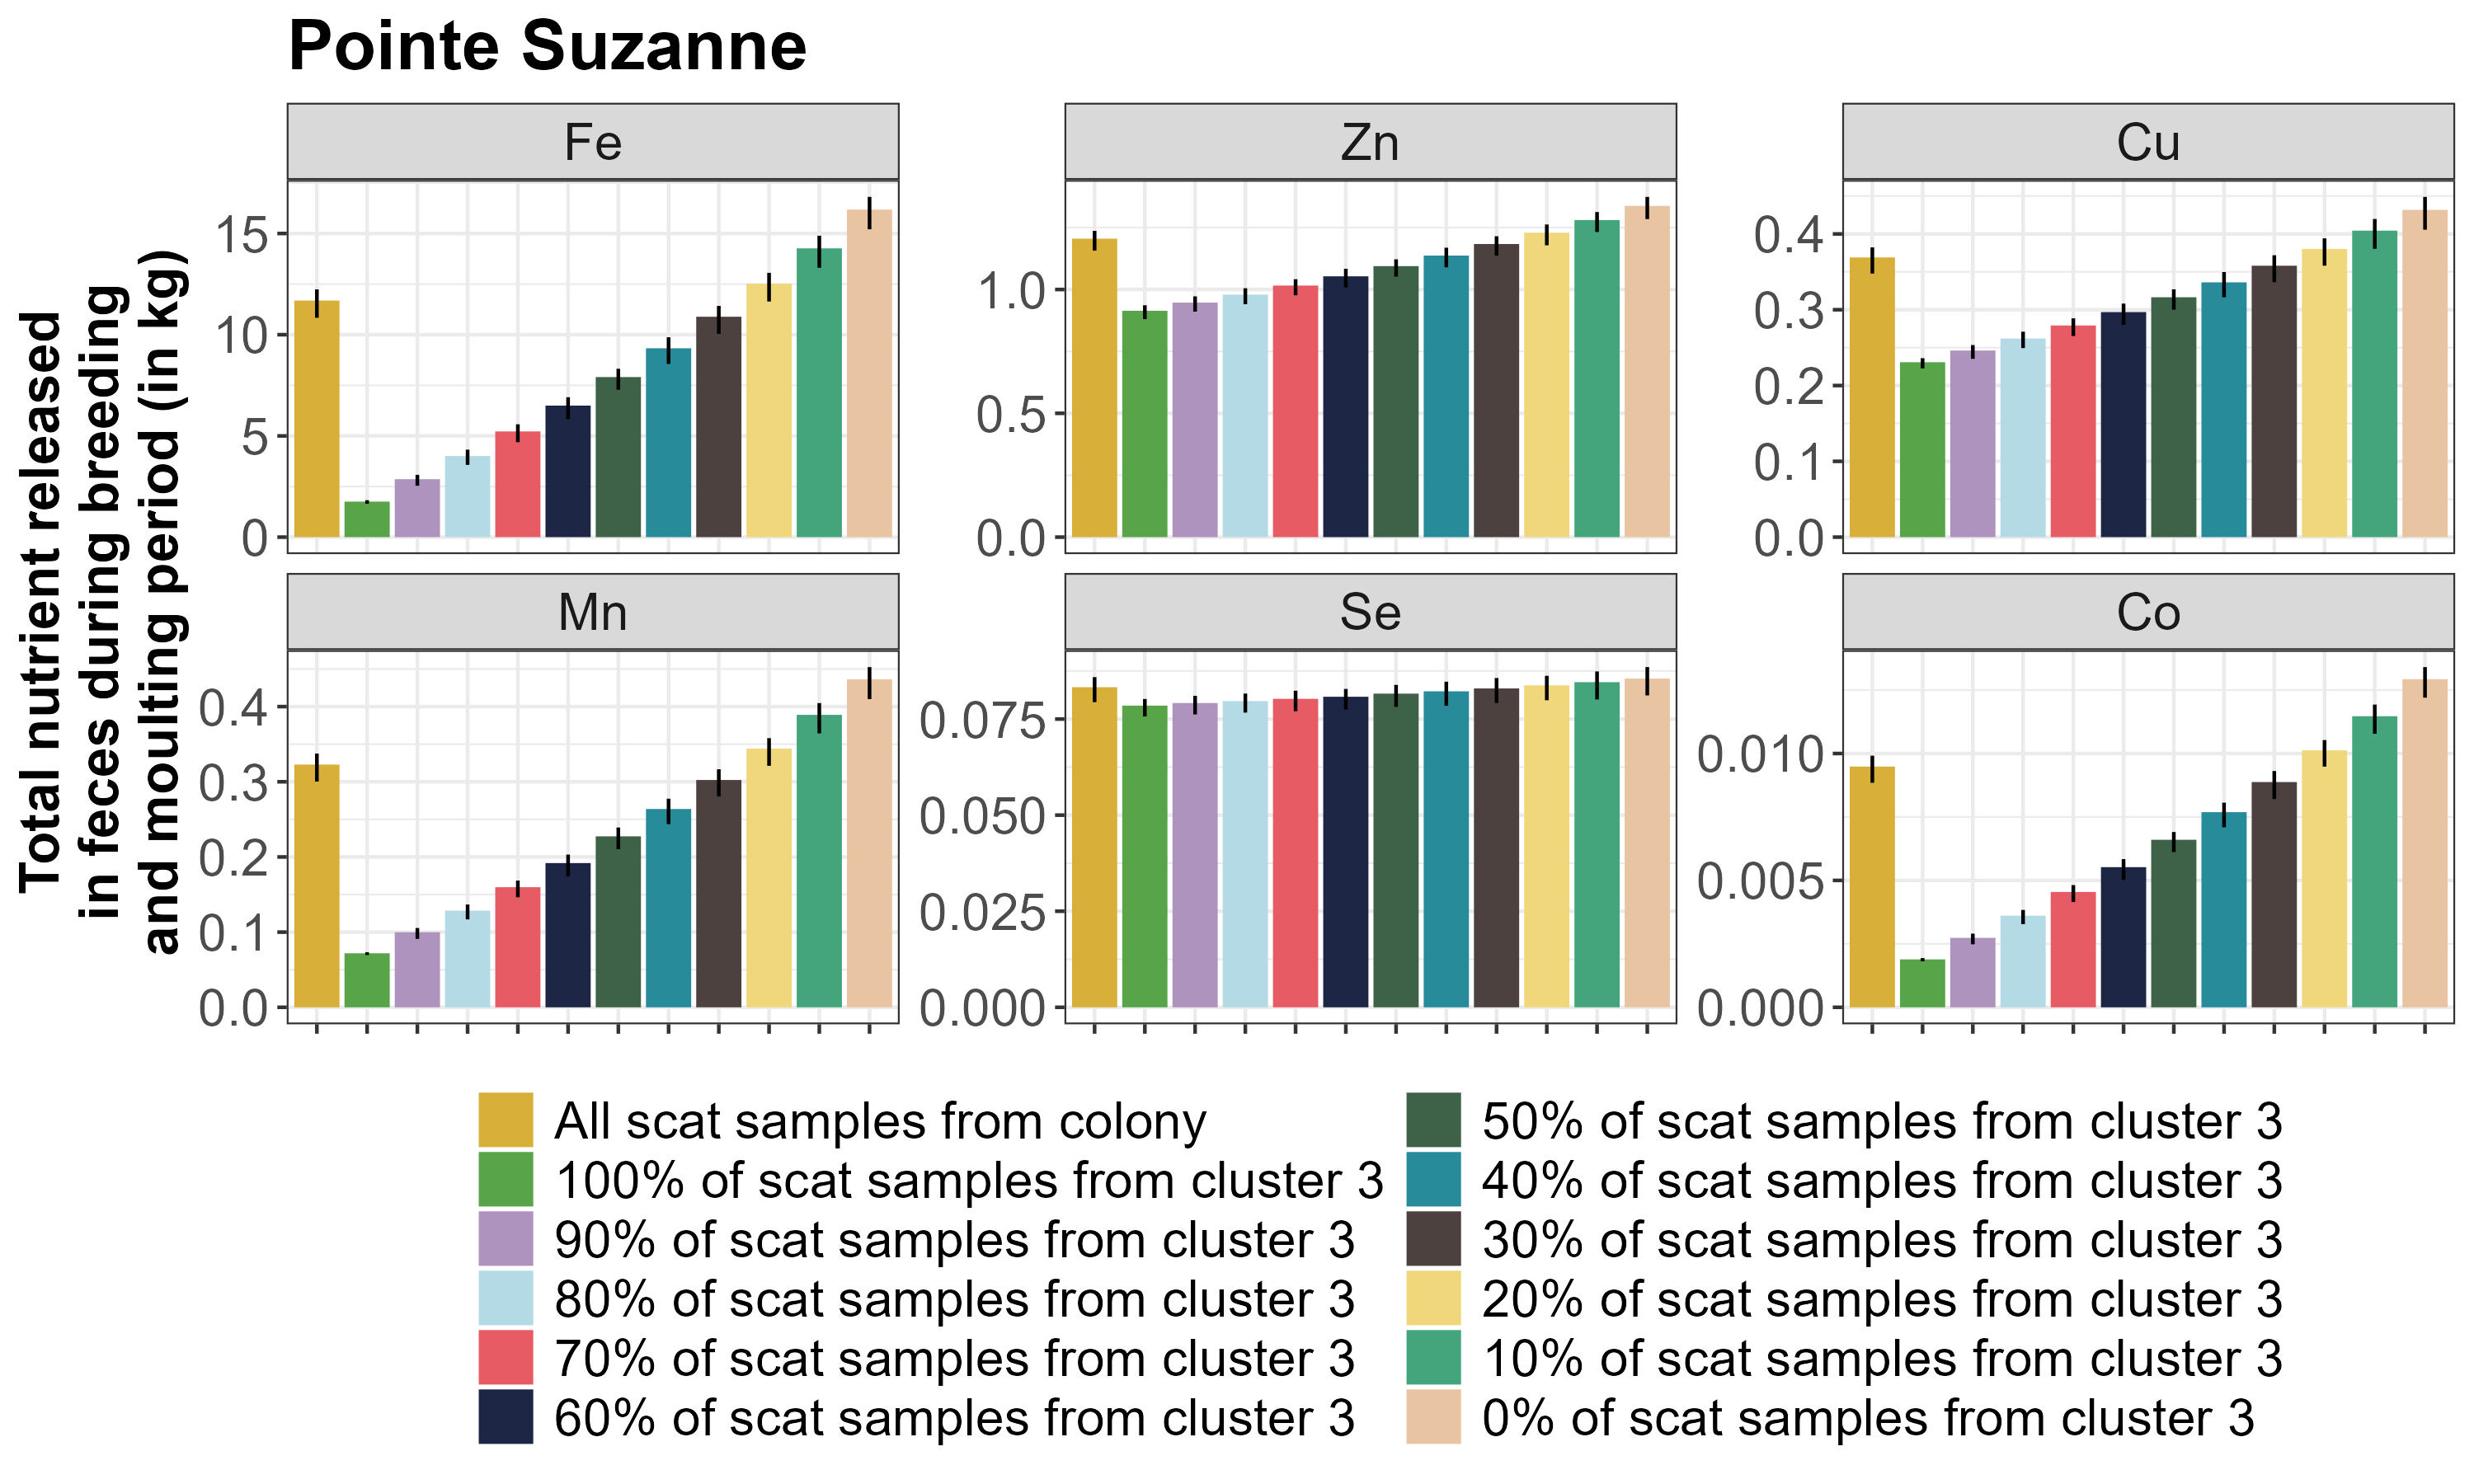 Pointe Suzanne
Total nutrient released
in feces during breeding
and moulting period (in kg)
Fe
15
10
5
0
Zn
1.0
0.5
0.0
Cu
0.4
0.3
0.2
0.1
0.0
Mn
0.4
0.3
0.2
0.1
0.0
Se
0.075
0.050
0.025
0.000
Co
0.010
0.005
0.000
All scat samples from colony
100% of scat samples from cluster 3
90% of scat samples from cluster 3
80% of scat samples from cluster 3
70% of scat samples from cluster 3
60% of scat samples from cluster 3
50% of scat samples from cluster 3
40% of scat samples from cluster 3
30% of scat samples from cluster 3
20% of scat samples from cluster 3
10% of scat samples from cluster 3
0% of scat samples from cluster 3